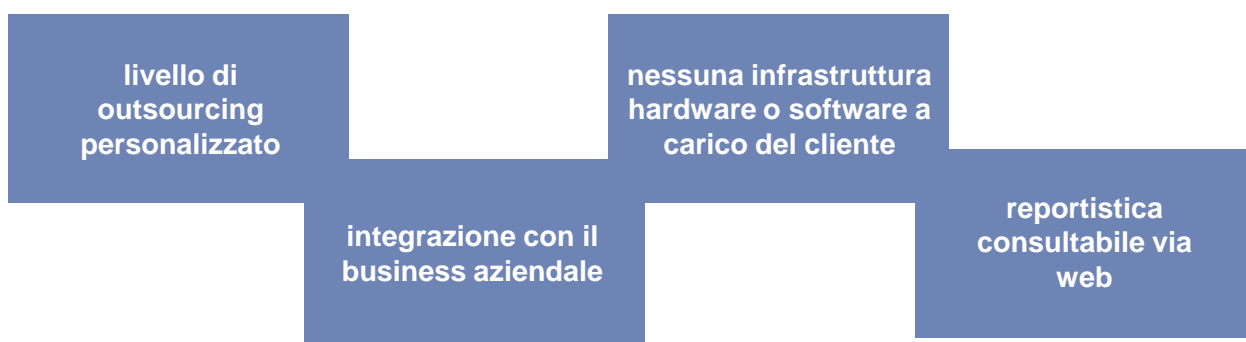 livello di
outsourcing
personalizzato
integrazione con il
business aziendale
nessuna infrastruttura
hardware o software a
carico del cliente
reportistica
consultabile via
web